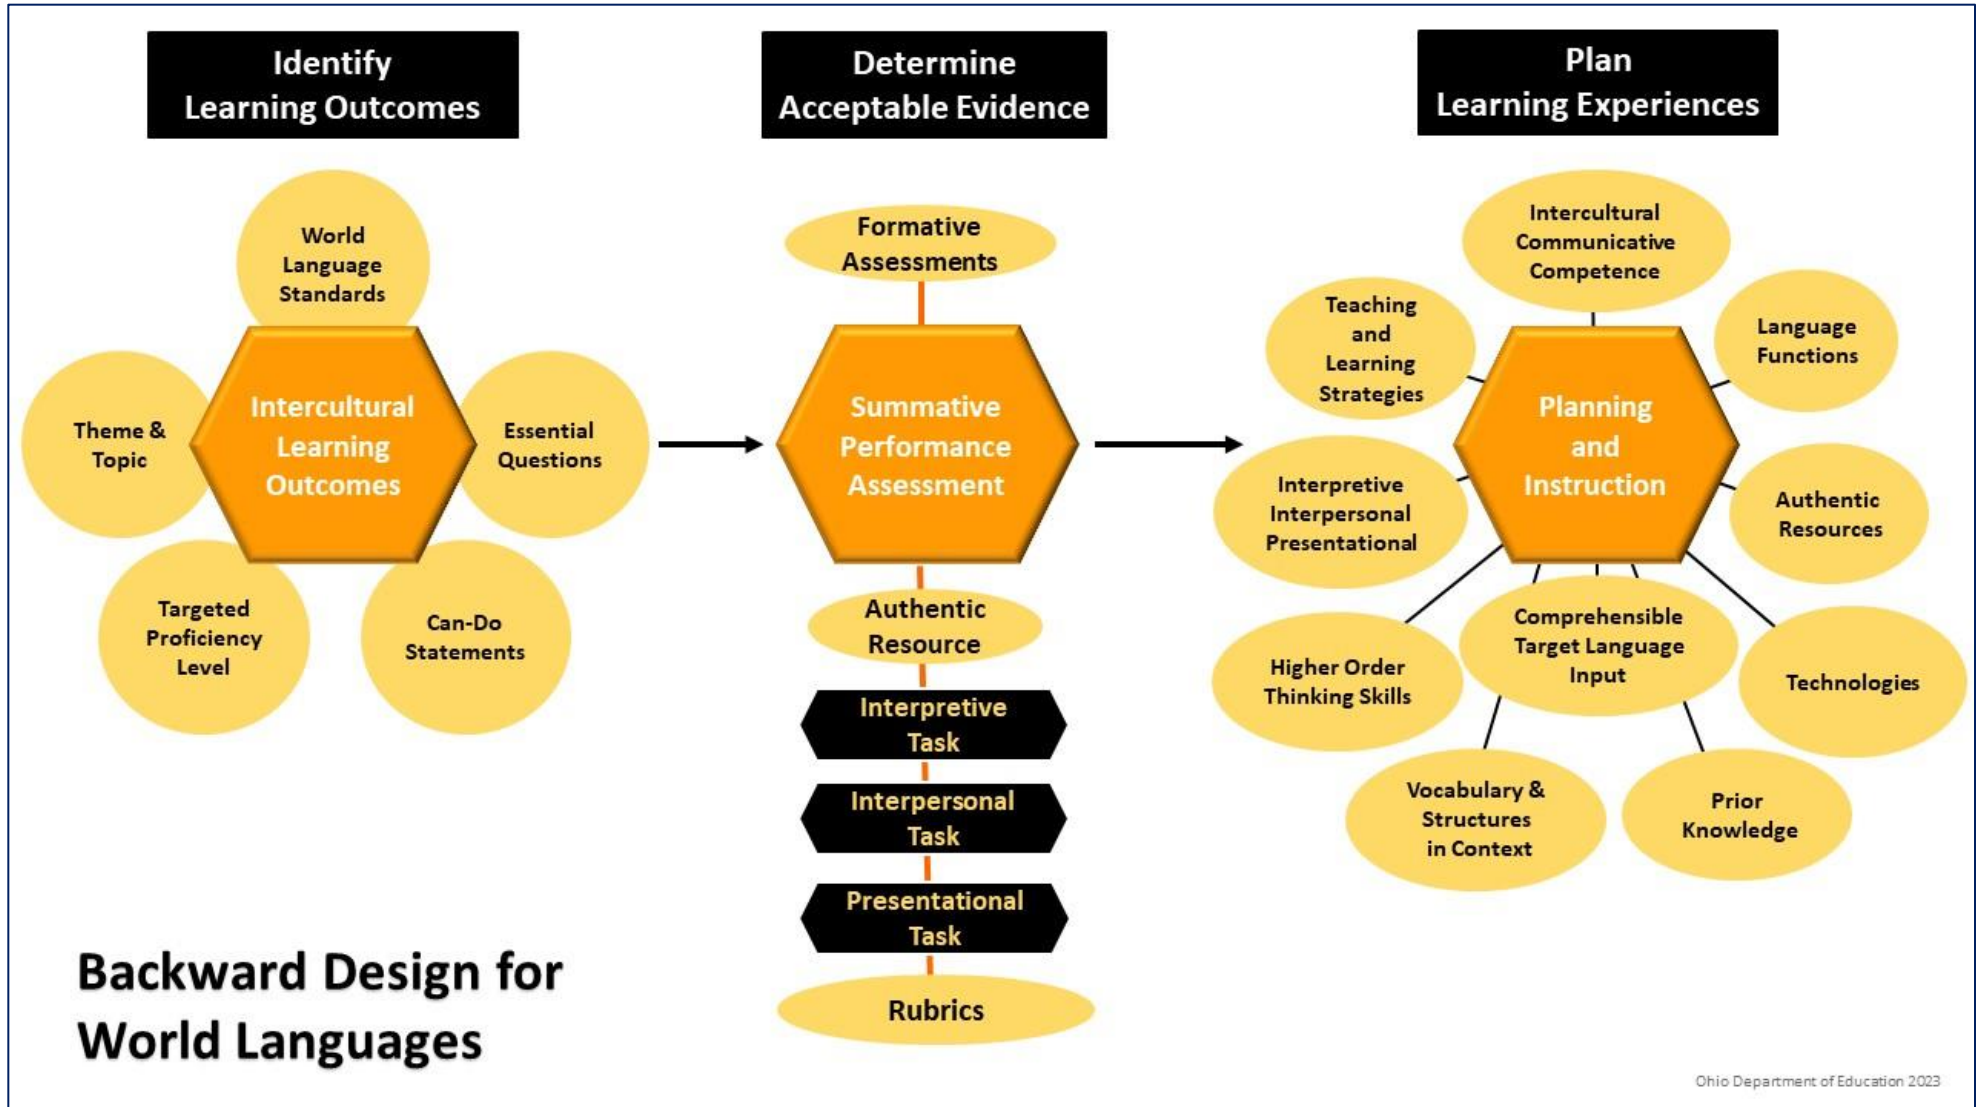 Identify
Learning Outcomes
World
Language
Standards
Theme &
Topic
Intercultural
Learning
Outcomes
Essential
Questions
Targeted
Proficiency
Level
Can-Do
Statements
Determine
Acceptable Evidence
Formative
Assessments
Summative
Performance
Assessment
Authentic
Resource
Interpretive
Task
Interpersonal
Task
Presentational
Task
Rubrics
Plan
Learning Experiences
Intercultural
Communicative
Competence
Teaching
and
Learning
Strategies
Language
Functions
Planning
and
Instruction
Interpretive
Interpersonal
Presentational
Authentic
Resources
Higher Order
Thinking Skills
Comprehensible
Target Language
Input
Technologies
Vocabulary &
Structures
in Context
Prior
Knowledge
Backward Design for
World Languages
Ohio Department of Education 2023